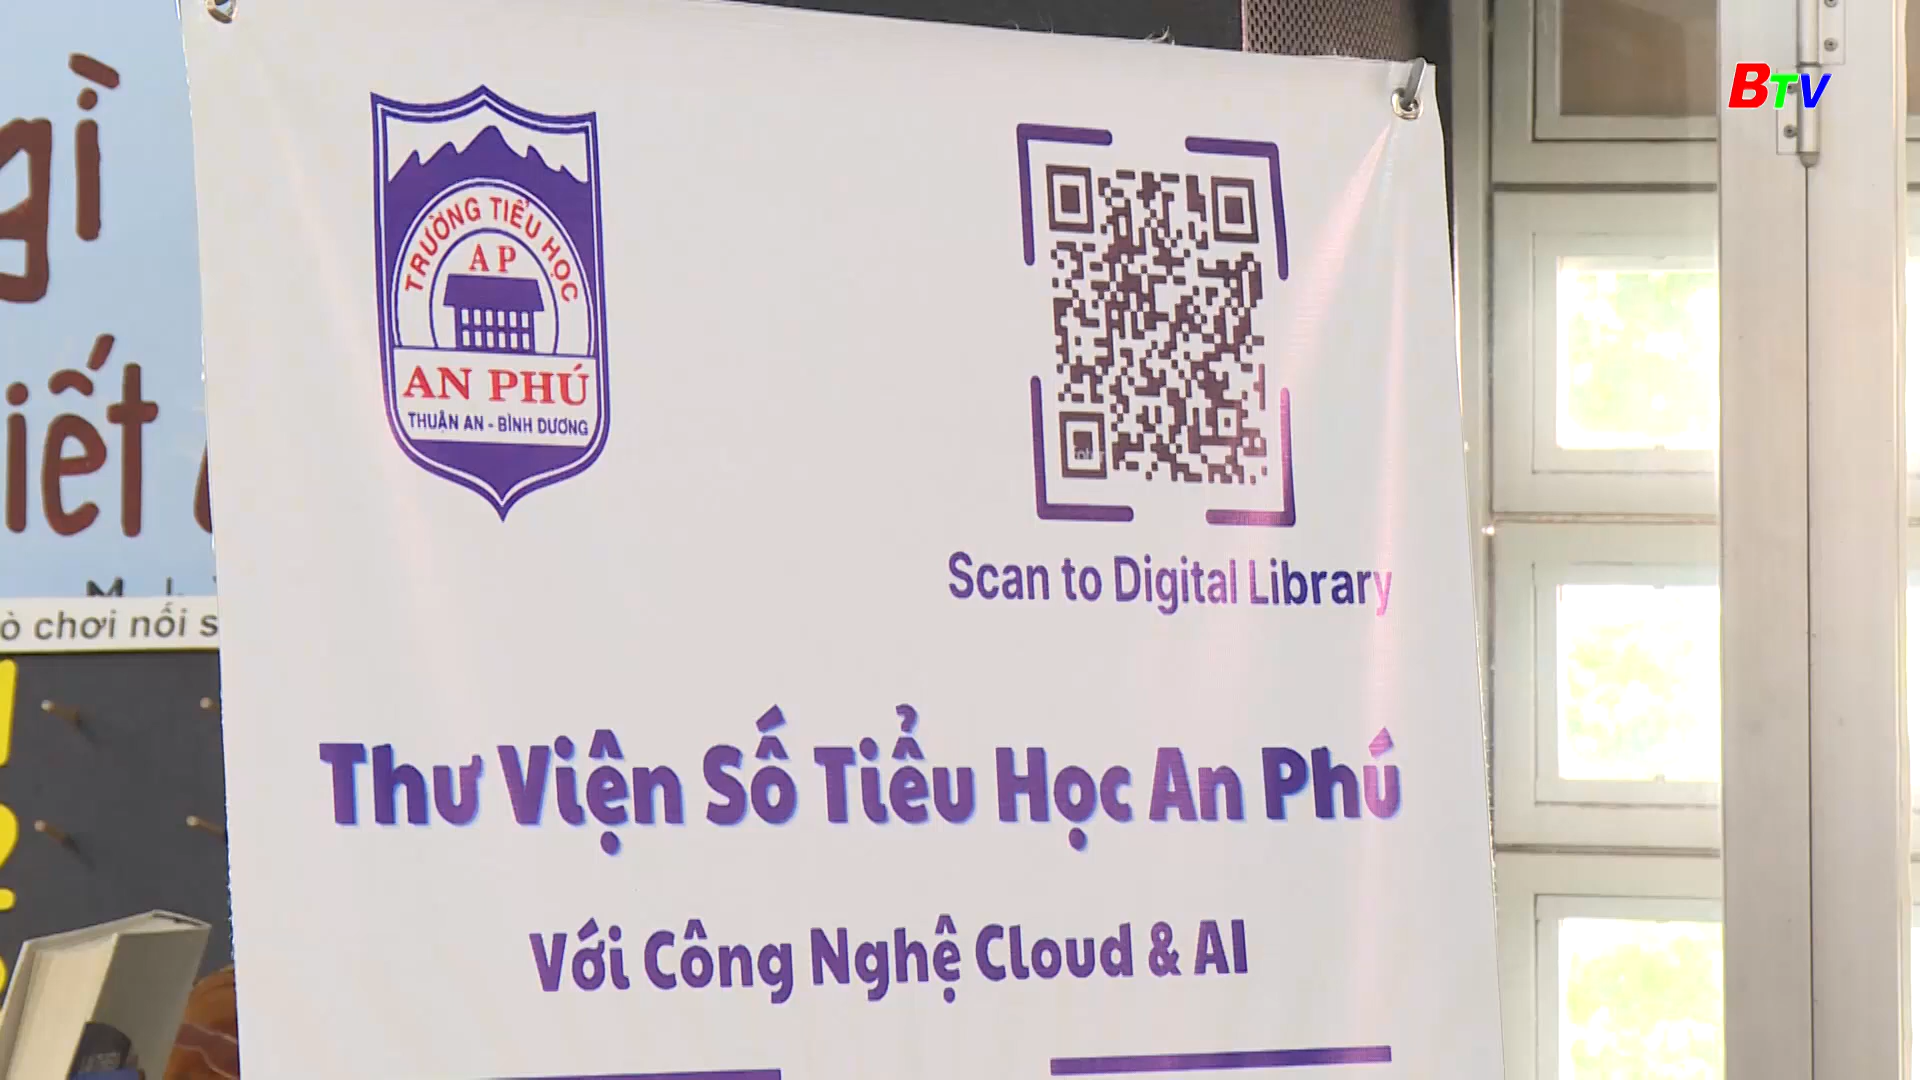 BTV
gì
iết
ò chơi nối s
TRƯỜNG TIỂU HỌC
AP
AN PHÚ
THUẬN AN - BÌNH DƯƠNG
Scan to Digital Library
Thư Viện Số Tiểu Học An Phú
Với Công Nghệ Cloud & AI